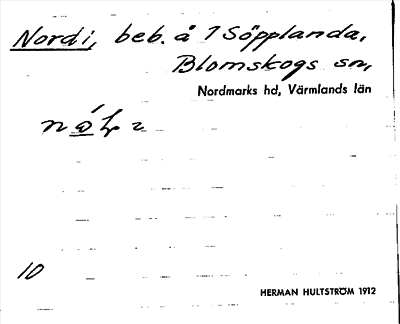 Nordi, beb. å 1 Söpplanda,
Blomskogs sn,
Nordmarks hd, Värmlands län
10
HERMAN HULTSTRÖM 1912